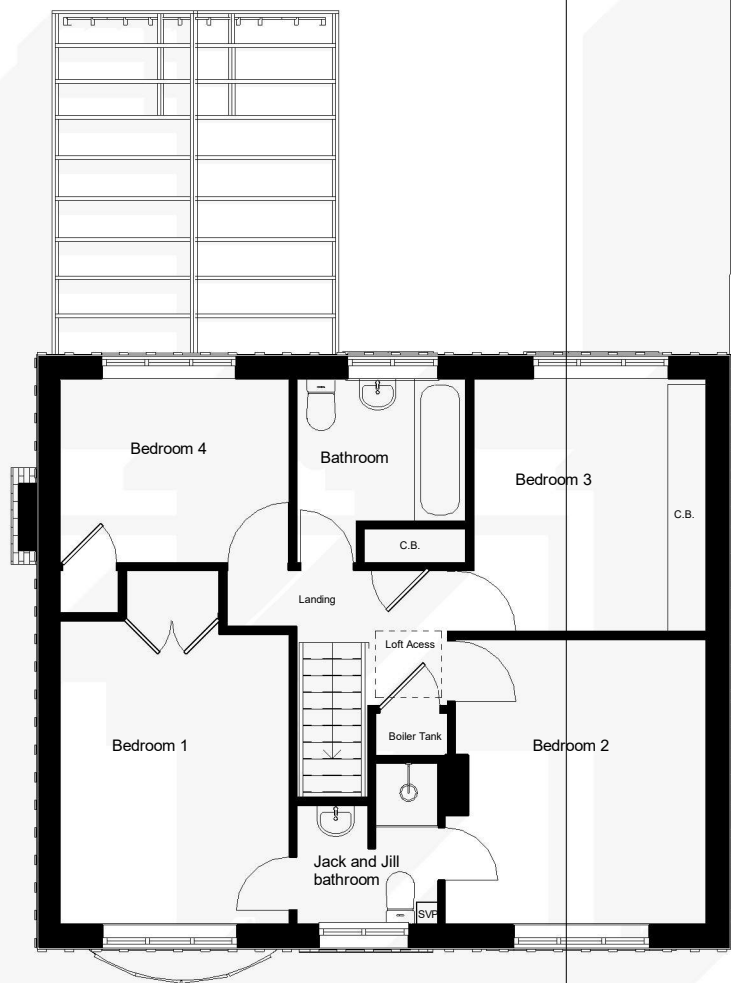 Bedroom 4
Bathroom
Bedroom 3
C.B.
C.B.
Landing
Loft Acess
Boiler Tank
Bedroom 1
Bedroom 2
Jack and Jill
bathroom
SVP